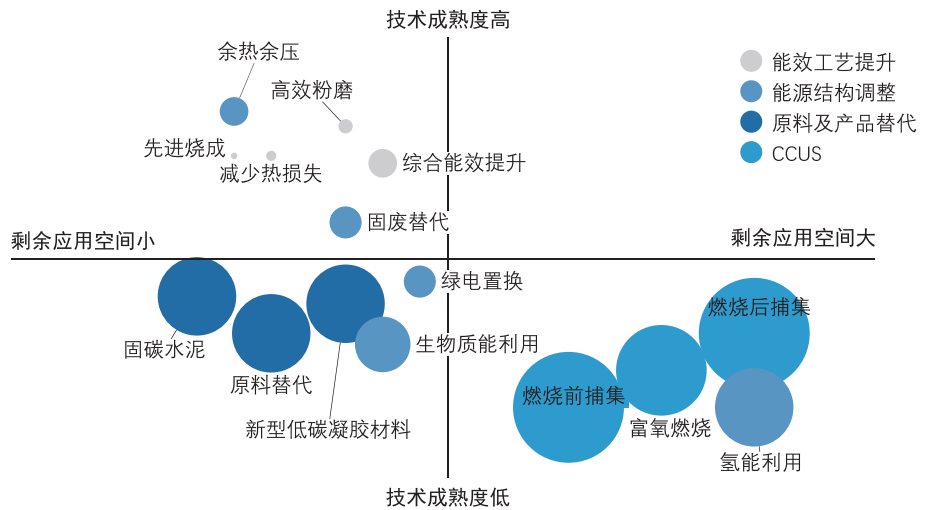 技术成熟度高
余热余压
能效工艺提升
高效粉磨
能源结构调整
原料及产品替代
先进烧成
CCUS
综合能效提升
减少热损失
固废替代
剩余应用空间小
剩余应用空间大
绿电置换
燃烧后捕集
生物质能利用
固碳水泥
原料替代
燃烧前捕集
新型低碳凝胶材料
富氧燃烧
氢能利用
技术成熟度低